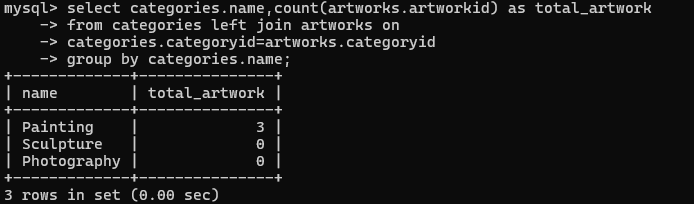 mysql> select categories.name,count(artworks.artworkid) as total_artwork
    -> from categories left join artworks on
    -> categories.categoryid=artworks.categoryid
    -> group by categories.name;
+-------------+---------------+
| name        | total_artwork |
+-------------+---------------+
| Painting    |             3 |
| Sculpture   |             0 |
| Photography |             0 |
+-------------+---------------+
3 rows in set (0.00 sec)